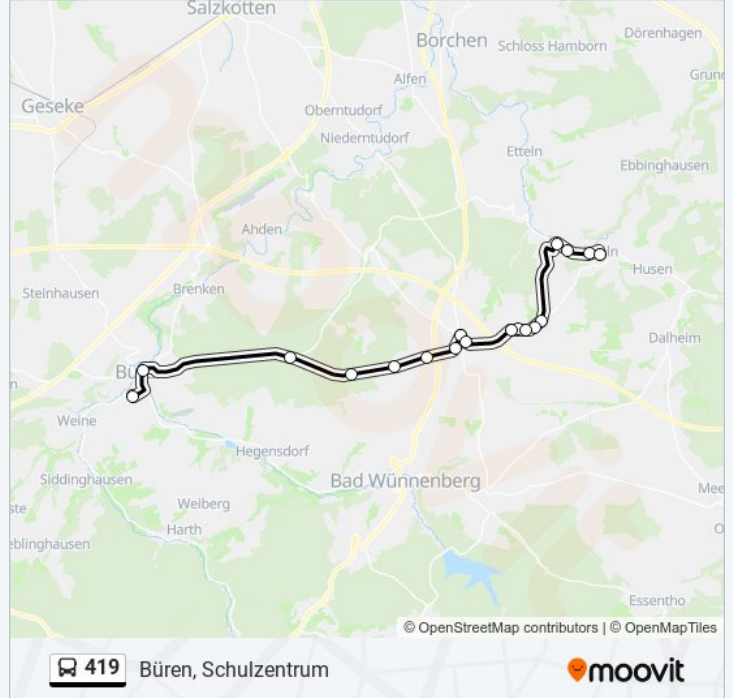 Salzkotten
Dörenhagen
Borchen
Schloss Hamborn
Alfen
Geseke
Oberntudorf
Niederntudorf
Etteln
Ebbinghausen
Ahden
Husen
Steinhausen
Brenken
Dalheim
Weine
Hegensdorf
Siddinghausen
Bad Wünnenberg
Weiberg
Harth
eblinghausen
Essentho
© OpenStreetMap contributors | © OpenMapTiles
419 Büren, Schulzentrum
moovit